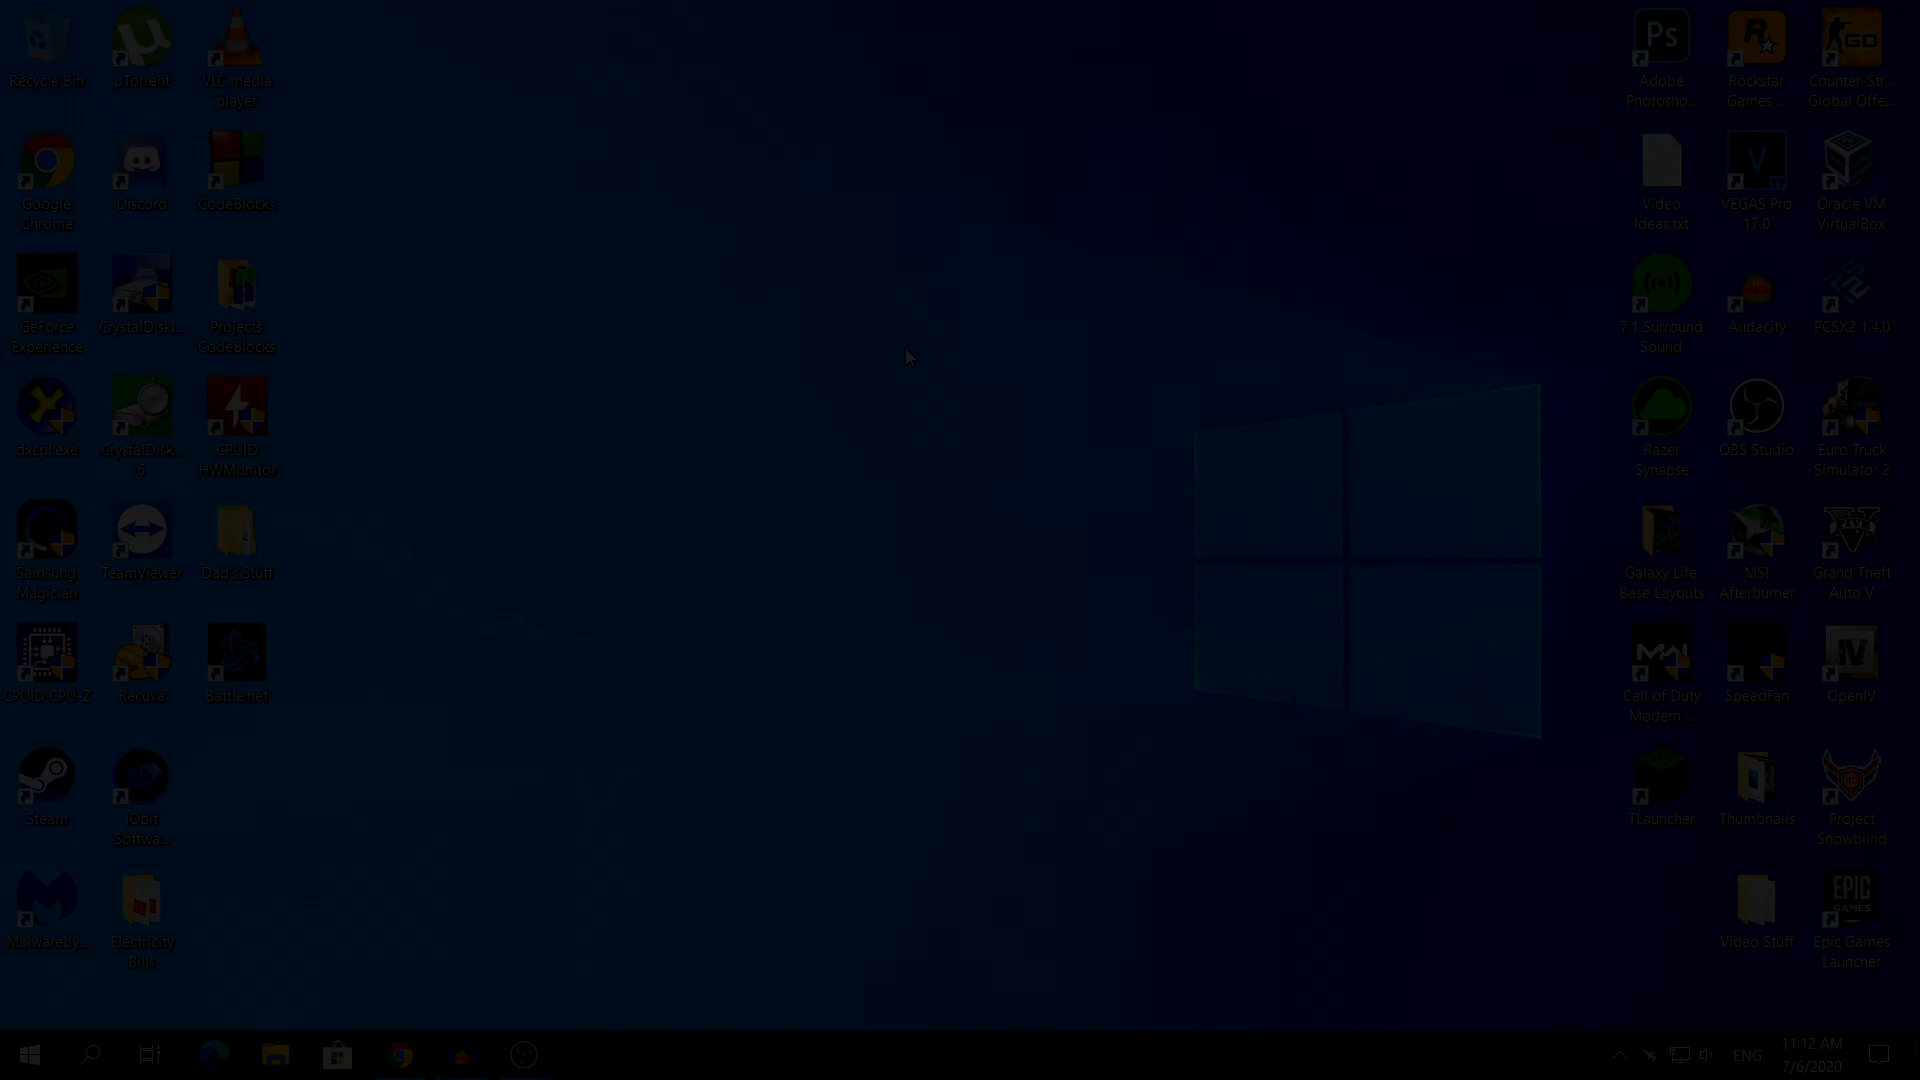 Recycle Bin
µTorrent
VLC media
player
Google
Chrome
Discord
CodeBlocks
GeForce
Experience
CrystalDiskI...
Projects
CodeBlocks
dxcpl.exe
CrystalDisk...
6
CPUID
HWMonitor
Samsung
Magician
TeamViewer
Dad's Stuff
CPUID CPU-Z
Recuva
Battle.net
Steam
IObit
Softwa...
Malwareby...
Electricity
Bills
Ps
Adobe
Photosho...
R
Rockstar
Games ...
GO
Counter-Str...
Global Offe...
Video
Ideas.txt
V
17
VEGAS Pro
17.0
Oracle VM
VirtualBox
7.1 Surround
Sound
Audacity
PCSX2 1.4.0
Razer
Synapse
OBS Studio
Euro Truck
Simulator 2
Galaxy Life
Base Layouts
MSI
Afterburner
FIVE
Grand Theft
Auto V
MW
Call of Duty
Modern ...
SpeedFan
IV
OpenIV
TLauncher
Thumbnails
Project
Snowblind
Video Stuff
EPIC
GAMES
Epic Games
Launcher
ENG
11:12 AM
7/6/2020